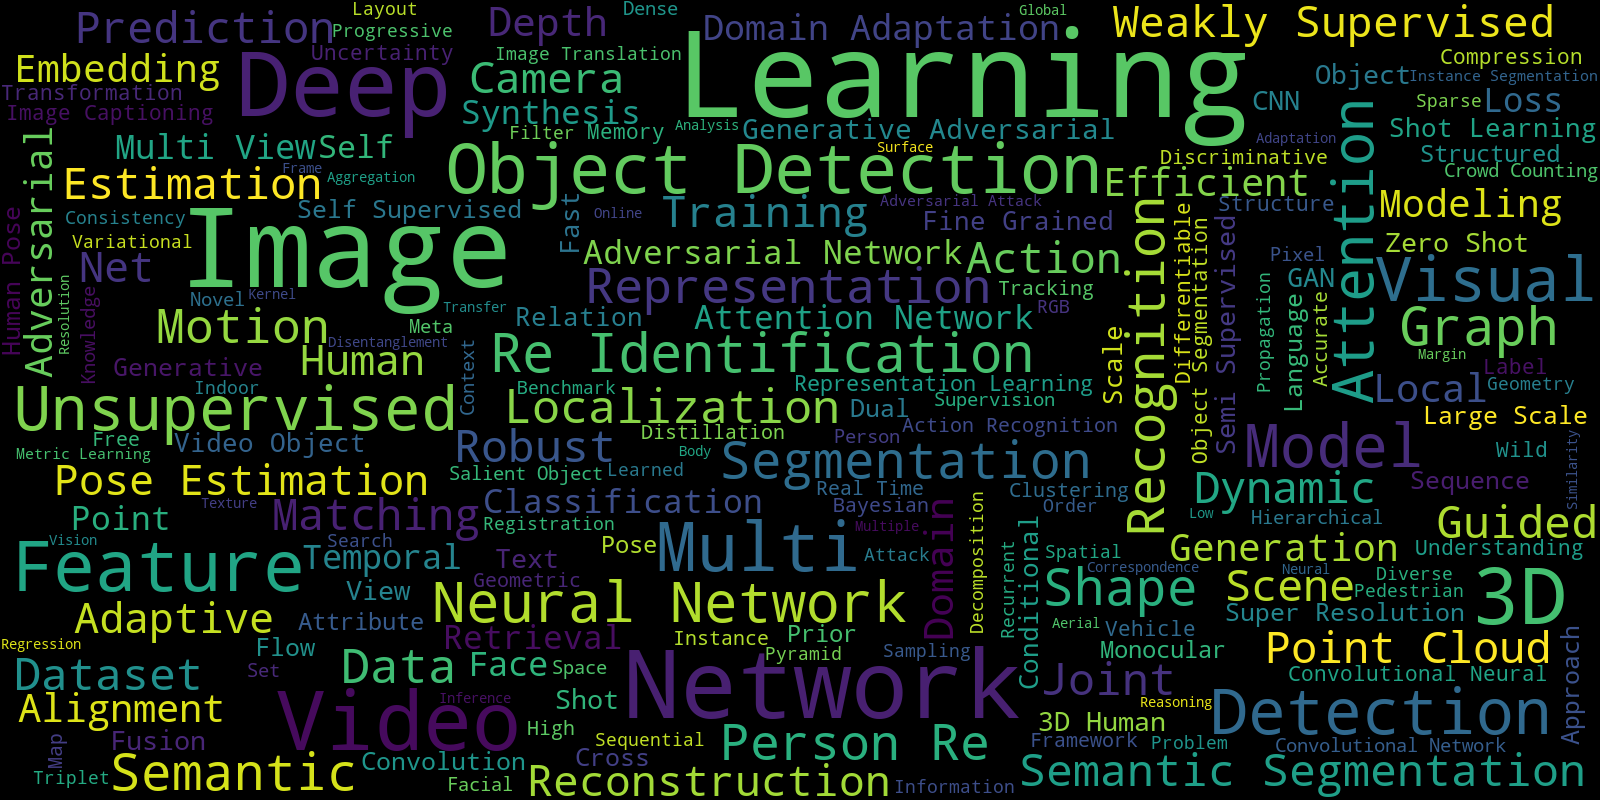 Layout
Dense
Global
Prediction
Progressive
Depth
Domain Adaptation
Learning
Weakly Supervised
Uncertainty
Image Translation
Compression
Embedding
Deep
Camera
Object
Instance Segmentation
Transformation
Synthesis
CNN
Sparse
Loss
Image Captioning
Filter
Memory
Analysis
Generative Adversarial
Shot Learning
Adversarial
Multi View
Self
Surface
Adaptation
Attention
Structured
Frame
Object Detection
Discriminative
Crowd Counting
Estimation
Aggregation
Efficient
Consistency
Self Supervised
Fast
Online
Training
Adversarial Attack
Fine Grained
Structure
Modeling
Human Pose
Variational
Image
Adversarial Network
Action
Recognition
Differentiable
Object Segmentation
Semi Supervised
Pixel
Zero Shot
Net
Resolution
Knowledge
Novel
Kernel
Transfer
Representation
Tracking
RGB
Propagation
GAN
Visual
Motion
Meta
Relation
Attention Network
Language
Accurate
Graph
Disentanglement
Generative
Human
Context
Re Identification
Scale
Margin
Label
Indoor
Benchmark
Representation Learning
Supervision
Local
Geometry
Unsupervised
Localization
Dual
Large Scale
Free
Video Object
Robust
Distillation
Person
Action Recognition
Model
Wild
Similarity
Metric Learning
Body
Segmentation
Pose Estimation
Salient Object
Learned
Real Time
Clustering
Dynamic
Sequence
Texture
Matching
Classification
Bayesian
Order
Point
Registration
Multiple
Domain
Decomposition
Low
Hierarchical
Guided
Vision
Search
Feature
Temporal
Text
Pose
Multi
Attack
Recurrent
Conditional
Spatial
Generation
Understanding
Geometric
Correspondence
Neural
Diverse
View
Shape
Scene
Pedestrian
3D
Adaptive
Attribute
Neural Network
Aerial
Vehicle
Super Resolution
Regression
Flow
Retrieval
Instance
Prior
Pyramid
Sampling
Monocular
Point Cloud
Approach
Dataset
Set
Data
Face
Space
Network
Joint
Convolutional Neural
Alignment
Video
Inference
Shot
Reasoning
Detection
Map
Fusion
High
Sequential
Person Re
3D Human
Framework
Problem
Convolutional Network
Triplet
Semantic
Convolution
Cross
Facial
Reconstruction
Information
Semantic Segmentation